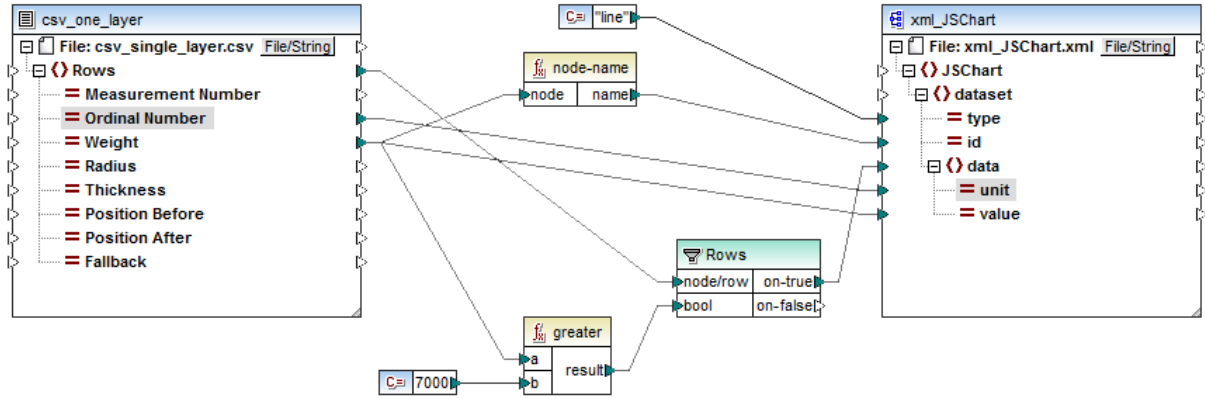 csv_one_layer
File: csv_single_layer.csv File/String
Rows
Measurement Number
Ordinal Number
Weight
Radius
Thickness
Position Before
Position After
Fallback
C= "line"
node-name
node name
Rows
node/row on-true
bool on-false
greater
a
result
b
C= 7000
xml_JSChart
File: xml_JSChart.xml File/String
JSChart
dataset
type
id
data
unit
value